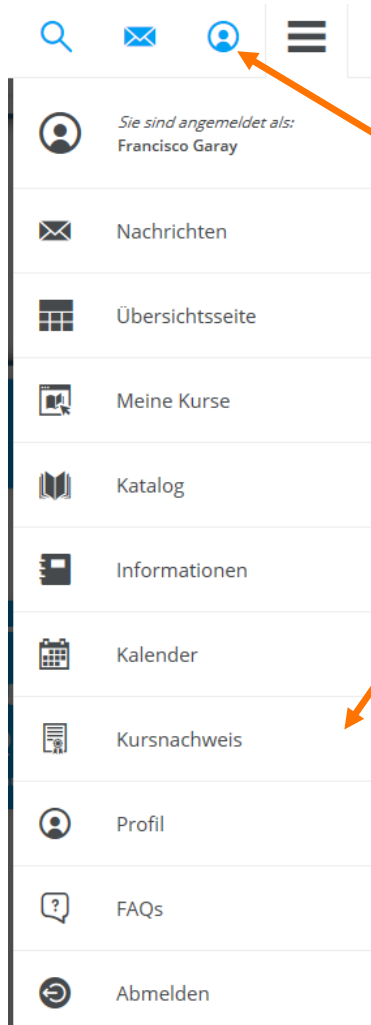 Sie sind angemeldet als:
Francisco Garay
Nachrichten
Übersichtsseite
Meine Kurse
Katalog
Informationen
Kalender
Kursnachweis
Profil
?
FAQs
Abmelden